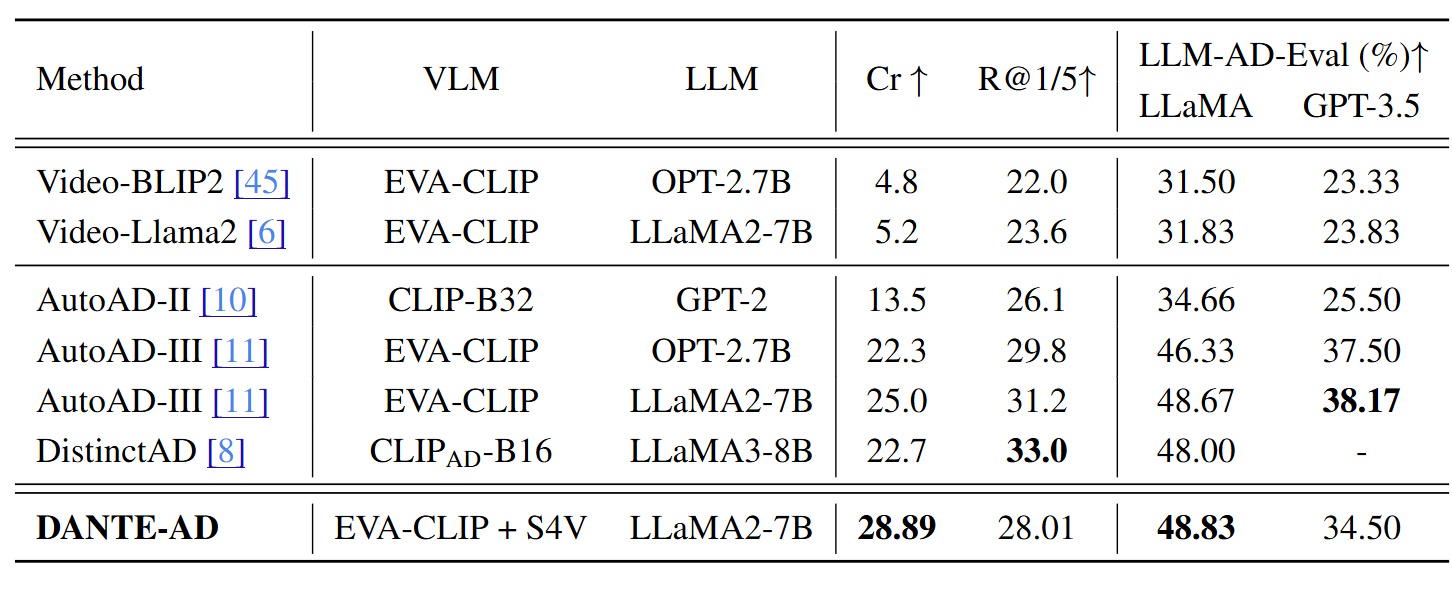 Method VLM LLM Cr ↑ R@1/5↑ LLM-AD-Eval (%)↑
LLaMA GPT-3.5
Video-BLIP2 [45] EVA-CLIP OPT-2.7B 4.8 22.0 31.50 23.33
Video-Llama2 [6] EVA-CLIP LLaMA2-7B 5.2 23.6 31.83 23.83
AutoAD-II [10] CLIP-B32 GPT-2 13.5 26.1 34.66 25.50
AutoAD-III [11] EVA-CLIP OPT-2.7B 22.3 29.8 46.33 37.50
AutoAD-III [11] EVA-CLIP LLaMA2-7B 25.0 31.2 48.67 38.17
DistinctAD [8] CLIP_AD-B16 LLaMA3-8B 22.7 33.0 48.00 -
DANTE-AD EVA-CLIP + S4V LLaMA2-7B 28.89 28.01 48.83 34.50